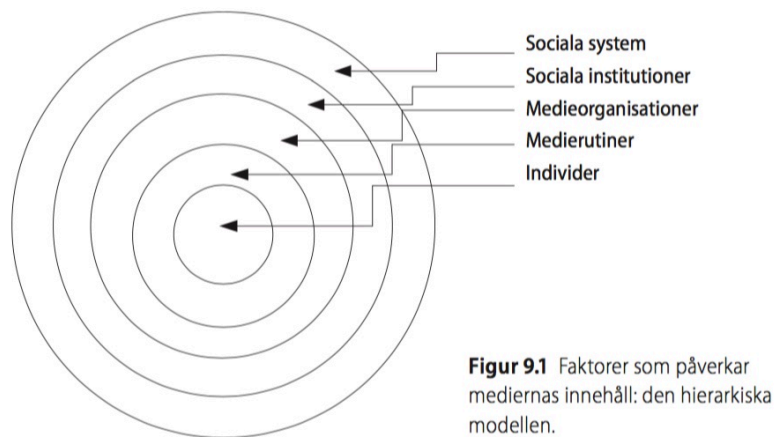 Sociala system
Sociala institutioner
Medieorganisationer
Medierutiner
Individer
Figur 9.1 Faktorer som påverkar
mediernas innehåll: den hierarkiska
modellen.